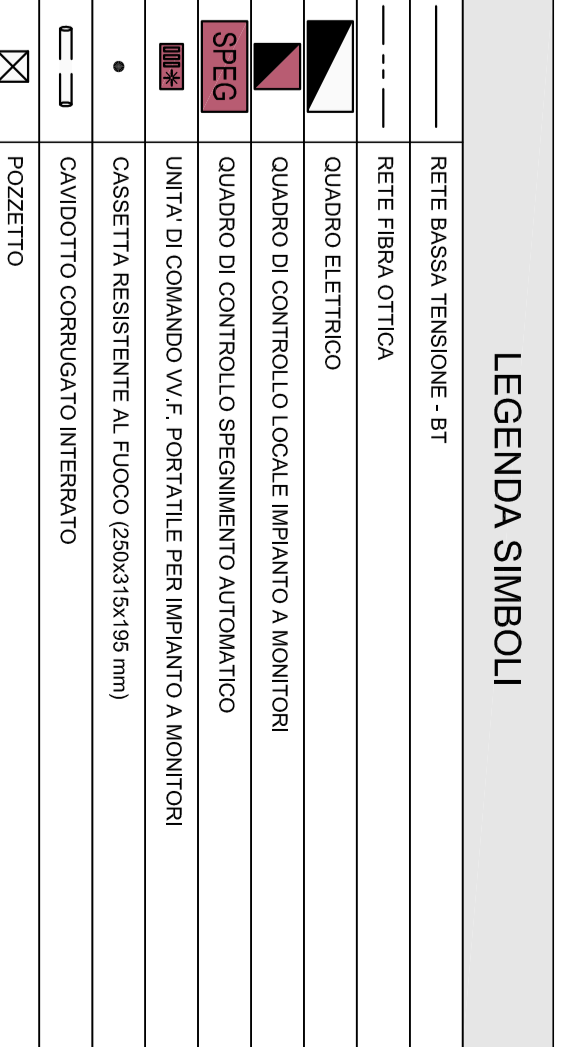 LEGENDA SIMBOLI
RETE BASSA TENSIONE - BT
RETE FIBRA OTTICA
QUADRO ELETTRICO
QUADRO DI CONTROLLO LOCALE IMPIANTO A MONITORI
SPEG QUADRO DI CONTROLLO SPEGNIMENTO AUTOMATICO
UNITA' DI COMANDO VV.F. PORTATILE PER IMPIANTO A MONITORI
CASSETTA RESISTENTE AL FUOCO (250x315x195 mm)
CAVIDOTTO CORRUGATO INTERRATO
POZZETTO